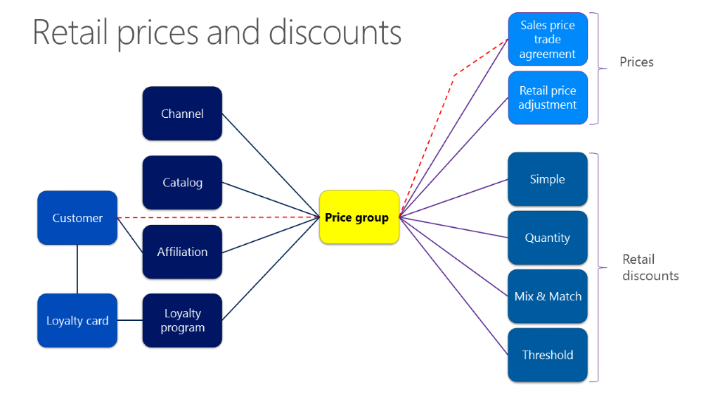 Retail prices and discounts
Sales price
trade
agreement
Prices
Retail price
adjustment
Channel
Catalog
Simple
Customer
Price group
Quantity
Affiliation
Retail
discounts
Mix & Match
Loyalty card
Loyalty
program
Threshold